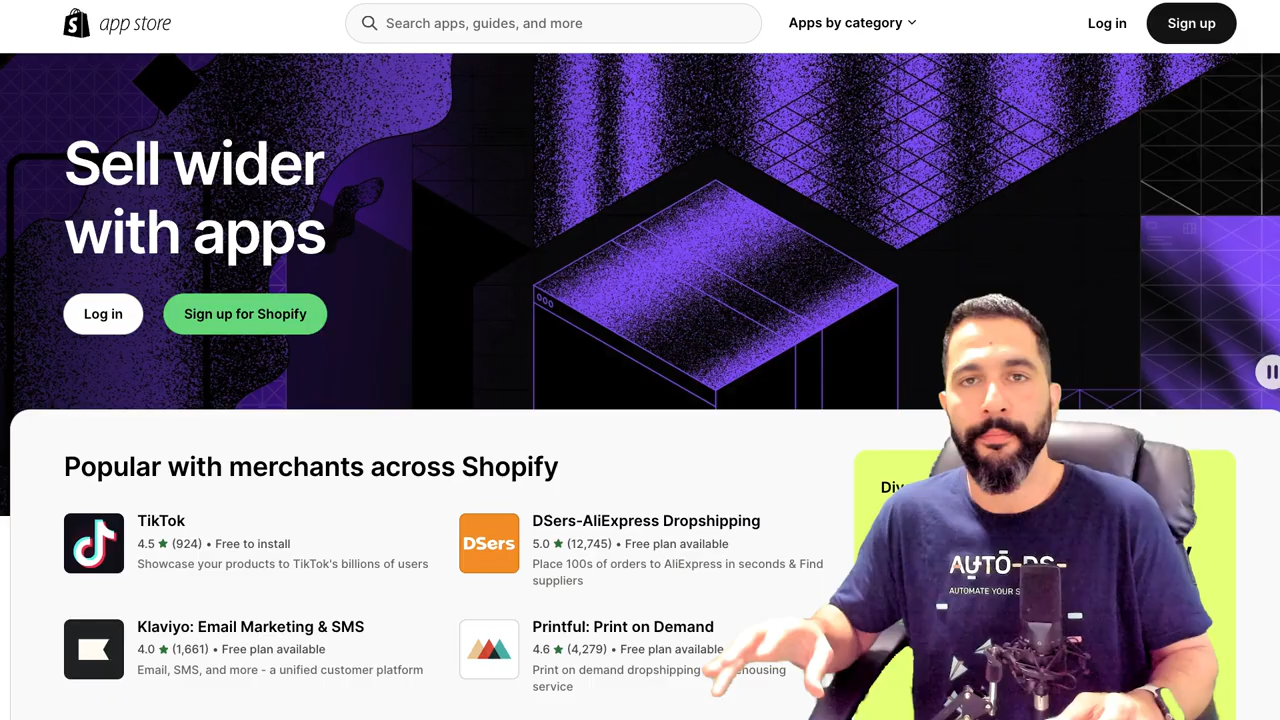 app store
Search apps, guides, and more
Apps by category
Log in
Sign up
Sell wider
with apps
Log in
Sign up for Shopify
Popular with merchants across Shopify
TikTok
4.5 ★ (924) • Free to install
Showcase your products to TikTok's billions of users
DSers
DSers-AliExpress Dropshipping
5.0 ★ (12,745) • Free plan available
Place 100s of orders to AliExpress in seconds & Find
suppliers
Klaviyo: Email Marketing & SMS
4.0 ★ (1,661) • Free plan available
Email, SMS, and more - a unified customer platform
Printful: Print on Demand
4.6 ★ (4,279) • Free plan available
Print on demand dropshipping
service
AUTŌ-DS-
AUTOMATE YOUR